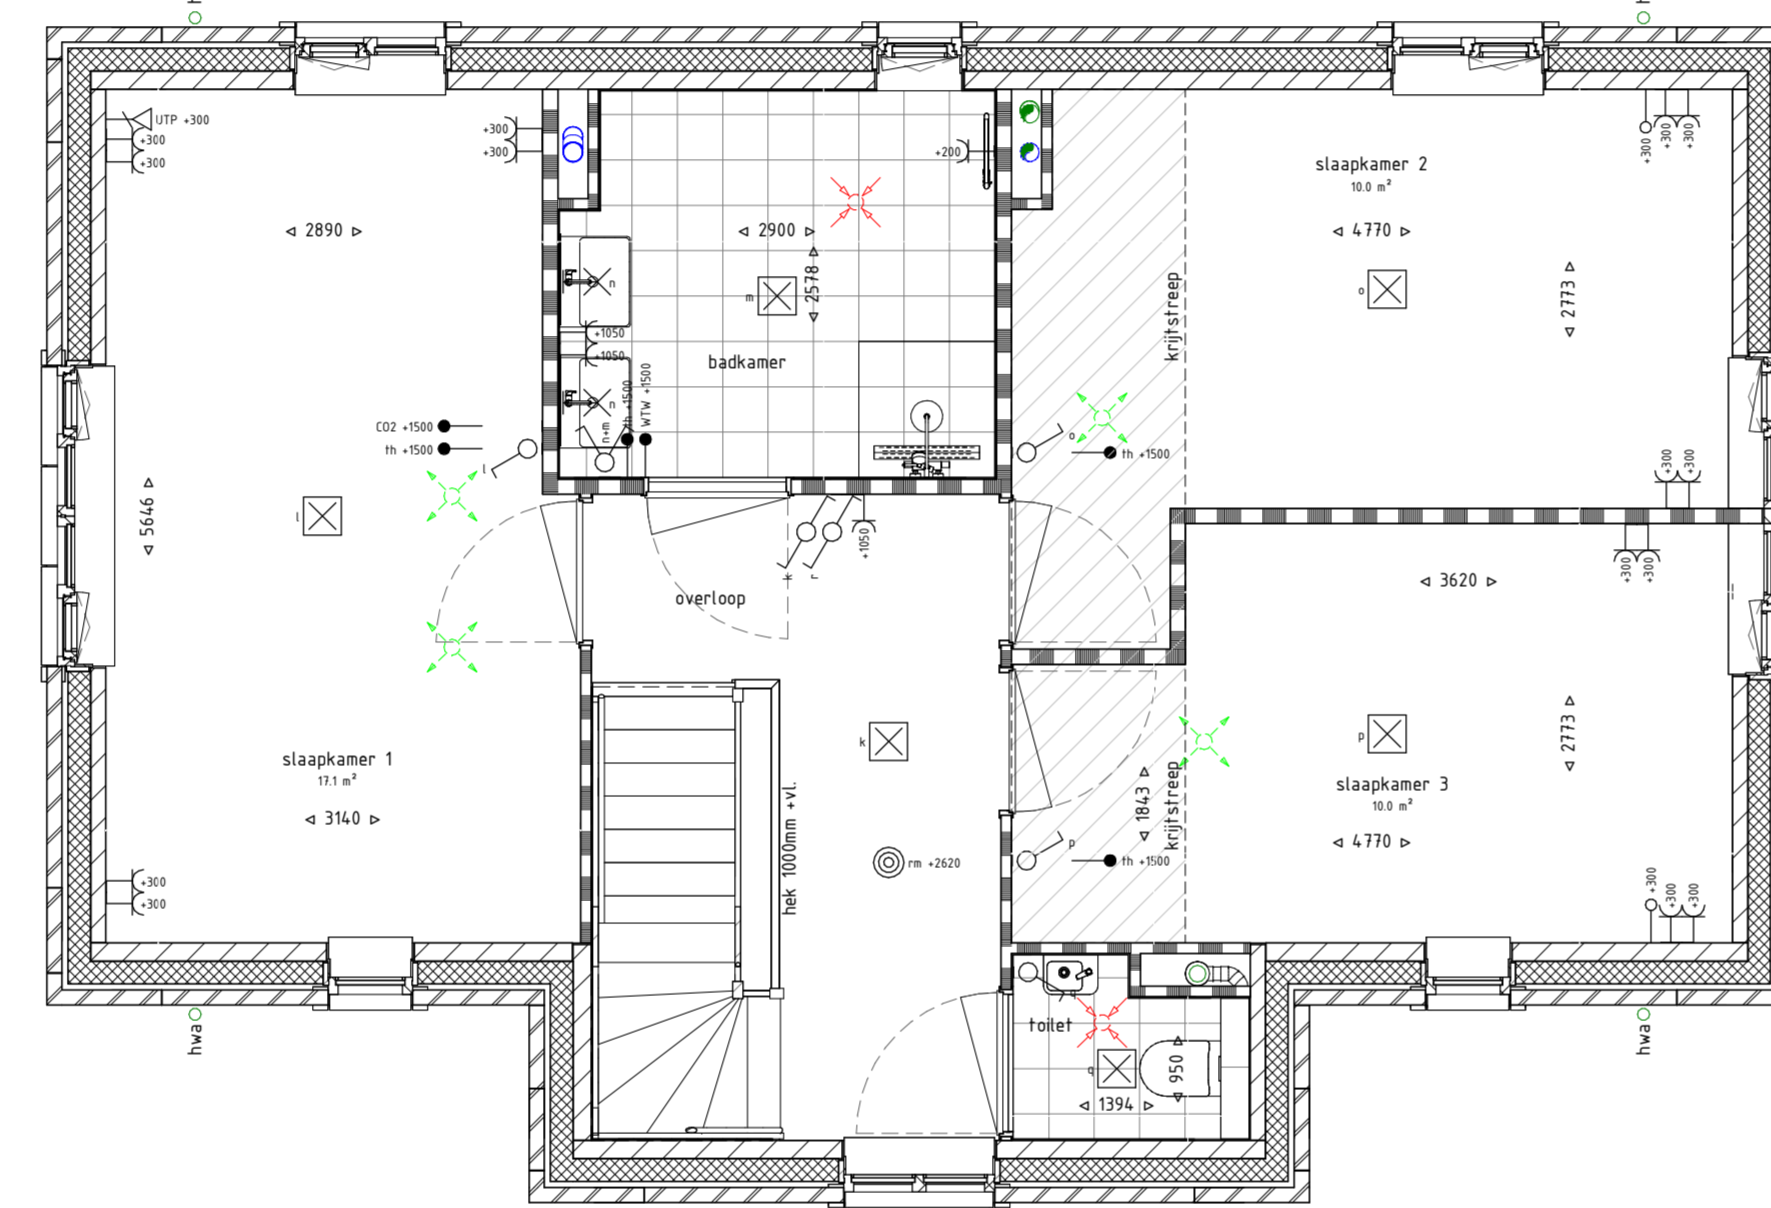 UTP +300
+300
+300
+300
+300
+200
slaapkamer 2
10.0 m²
+300
+300
+300
2890
2900
2578
4770
2773
n
m
o
krijtstreep
+1050
+1050
badkamer
n
n+m
th +1500
WTW +1500
CO2 +1500
th +1500
l
o
th +1500
+300
+300
5646
l
+1050
k
r
overloop
+300
+300
3620
k
p
slaapkamer 1
17.1 m²
3140
hek 1000mm +vl.
rm +2620
1843
krijtstreep
2773
slaapkamer 3
10.0 m²
4770
p
th +1500
+300
+300
+300
+300
+300
hwa
toilet
q
950
1394
hwa